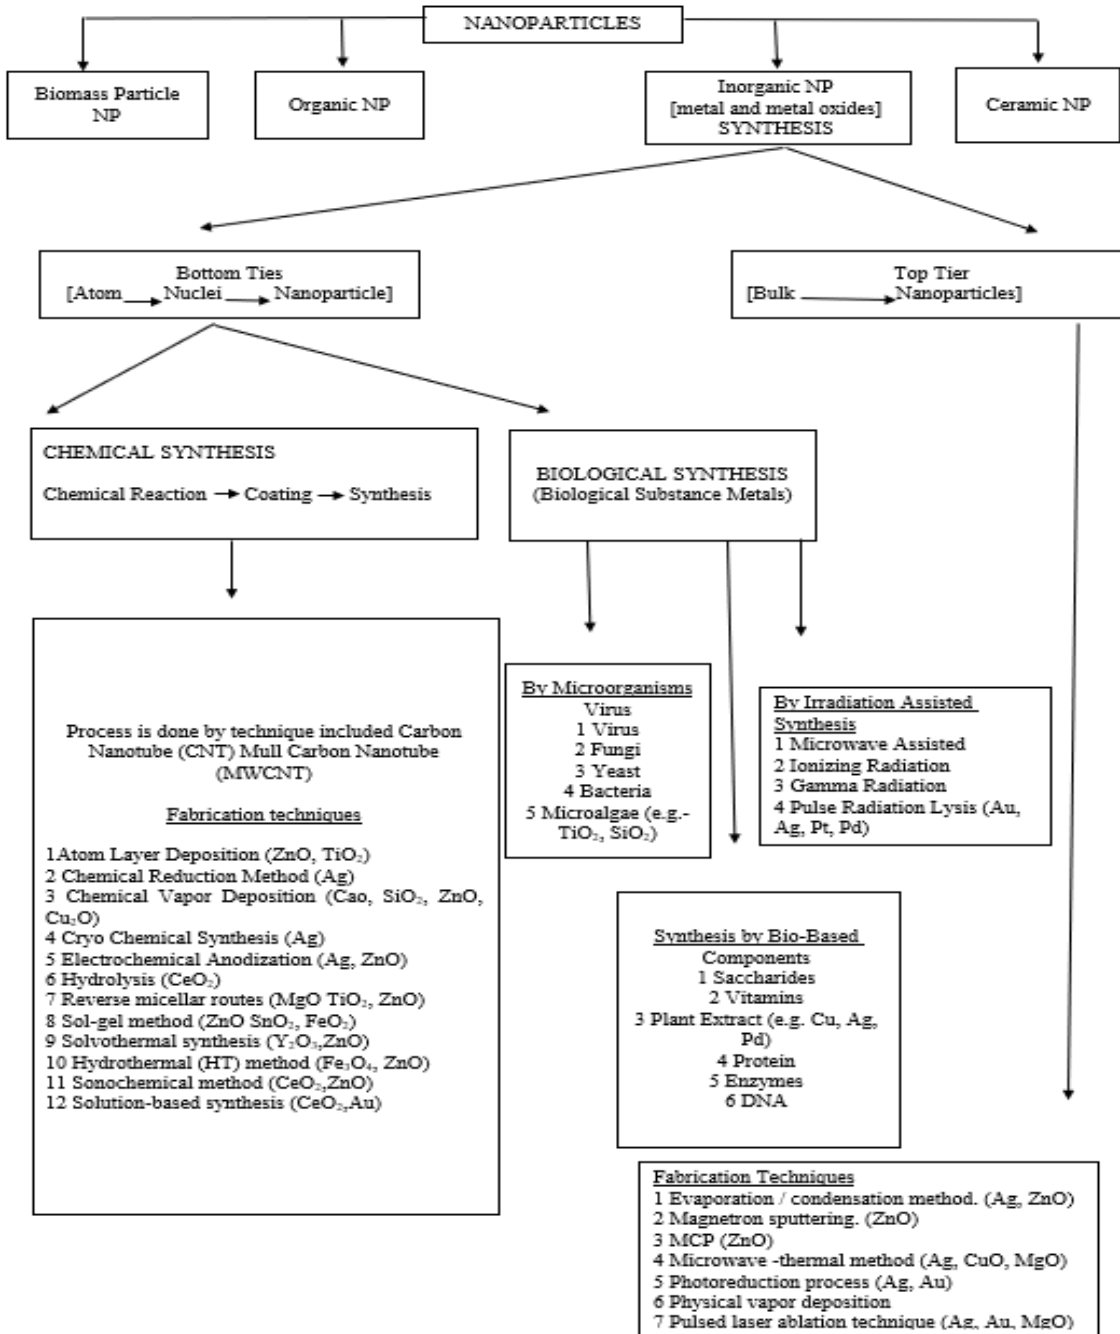 NANOPARTICLES
Biomass Particle
NP
Organic NP
Inorganic NP
[metal and metal oxides]
SYNTHESIS
Ceramic NP
Bottom Ties
[Atom Nuclei Nanoparticle]
Top Tier
[Bulk Nanoparticles]
CHEMICAL SYNTHESIS
Chemical Reaction → Coating → Synthesis
BIOLOGICAL SYNTHESIS
(Biological Substance Metals)
Process is done by technique included Carbon
Nanotube (CNT) Mull Carbon Nanotube
(MWCNT)
Fabrication techniques
1Atom Layer Deposition (ZnO, TiO₂)
2 Chemical Reduction Method (Ag)
3 Chemical Vapor Deposition (Cao, SiO₂, ZnO,
Cu₂O)
4 Cryo Chemical Synthesis (Ag)
5 Electrochemical Anodization (Ag, ZnO)
6 Hydrolysis (CeO₂)
7 Reverse micellar routes (MgO TiO₂, ZnO)
8 Sol-gel method (ZnO SnO₂, FeO₂)
9 Solvothermal synthesis (Y₂O₃,ZnO)
10 Hydrothermal (HT) method (Fe₃O₄, ZnO)
11 Sonochemical method (CeO₂,ZnO)
12 Solution-based synthesis (CeO₂,Au)
By Microorganisms
Virus
1 Virus
2 Fungi
3 Yeast
4 Bacteria
5 Microalgae (e.g.-
TiO₂, SiO₂)
By Irradiation Assisted
Synthesis
1 Microwave Assisted
2 Ionizing Radiation
3 Gamma Radiation
4 Pulse Radiation Lysis (Au,
Ag, Pt, Pd)
Synthesis by Bio-Based
Components
1 Saccharides
2 Vitamins
3 Plant Extract (e.g. Cu, Ag,
Pd)
4 Protein
5 Enzymes
6 DNA
Fabrication Techniques
1 Evaporation / condensation method. (Ag, ZnO)
2 Magnetron sputtering. (ZnO)
3 MCP (ZnO)
4 Microwave -thermal method (Ag, CuO, MgO)
5 Photoreduction process (Ag, Au)
6 Physical vapor deposition
7 Pulsed laser ablation technique (Ag, Au, MgO)